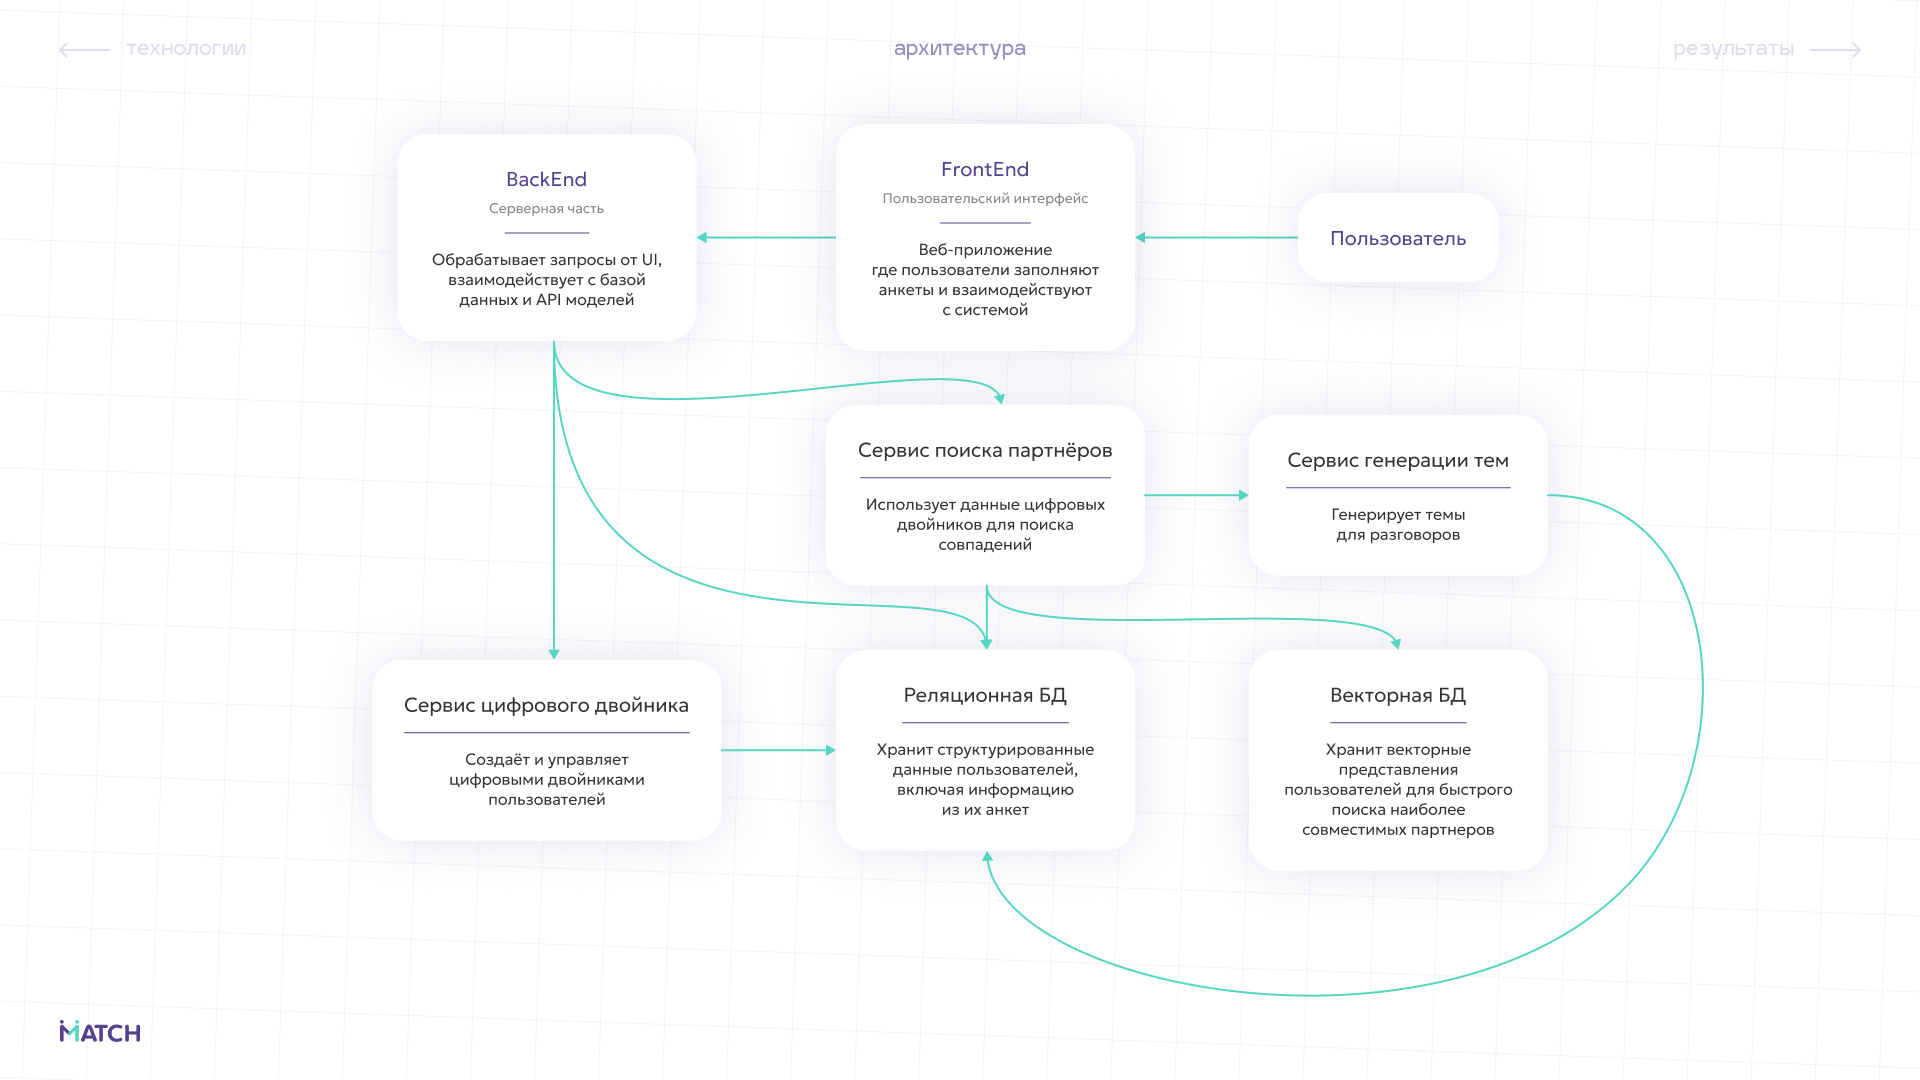 технологии
архитектура
результаты
BackEnd
Серверная часть
Обрабатывает запросы от UI,
взаимодействует с базой
данных и API моделей
FrontEnd
Пользовательский интерфейс
Веб-приложение
где пользователи заполняют
анкеты и взаимодействуют
с системой
Пользователь
Сервис поиска партнёров
Использует данные цифровых
двойников для поиска
совпадений
Сервис генерации тем
Генерирует темы
для разговоров
Сервис цифрового двойника
Создаёт и управляет
цифровыми двойниками
пользователей
Реляционная БД
Хранит структурированные
данные пользователей,
включая информацию
из их анкет
Векторная БД
Хранит векторные
представления
пользователей для быстрого
поиска наиболее
совместимых партнеров
MATCH